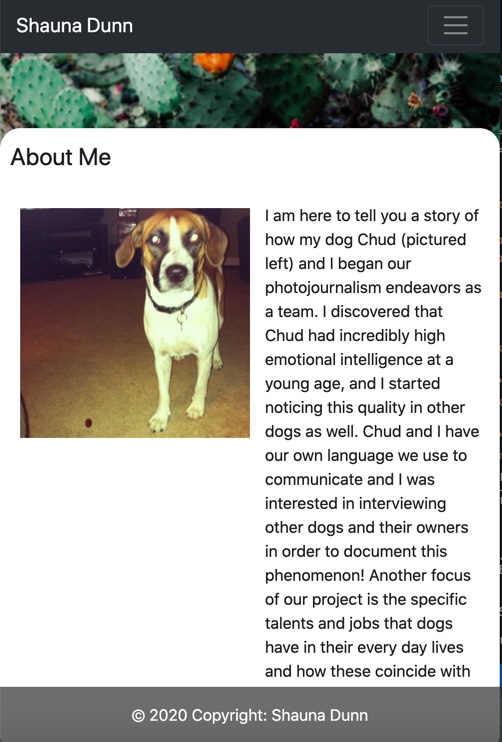 Shauna Dunn
About Me
I am here to tell you a story of
how my dog Chud (pictured
left) and I began our
photojournalism endeavors as
a team. I discovered that
Chud had incredibly high
emotional intelligence at a
young age, and I started
noticing this quality in other
dogs as well. Chud and I have
our own language we use to
communicate and I was
interested in interviewing
other dogs and their owners
in order to document this
phenomenon! Another focus
of our project is the specific
talents and jobs that dogs
have in their every day lives
and how these coincide with
© 2020 Copyright: Shauna Dunn